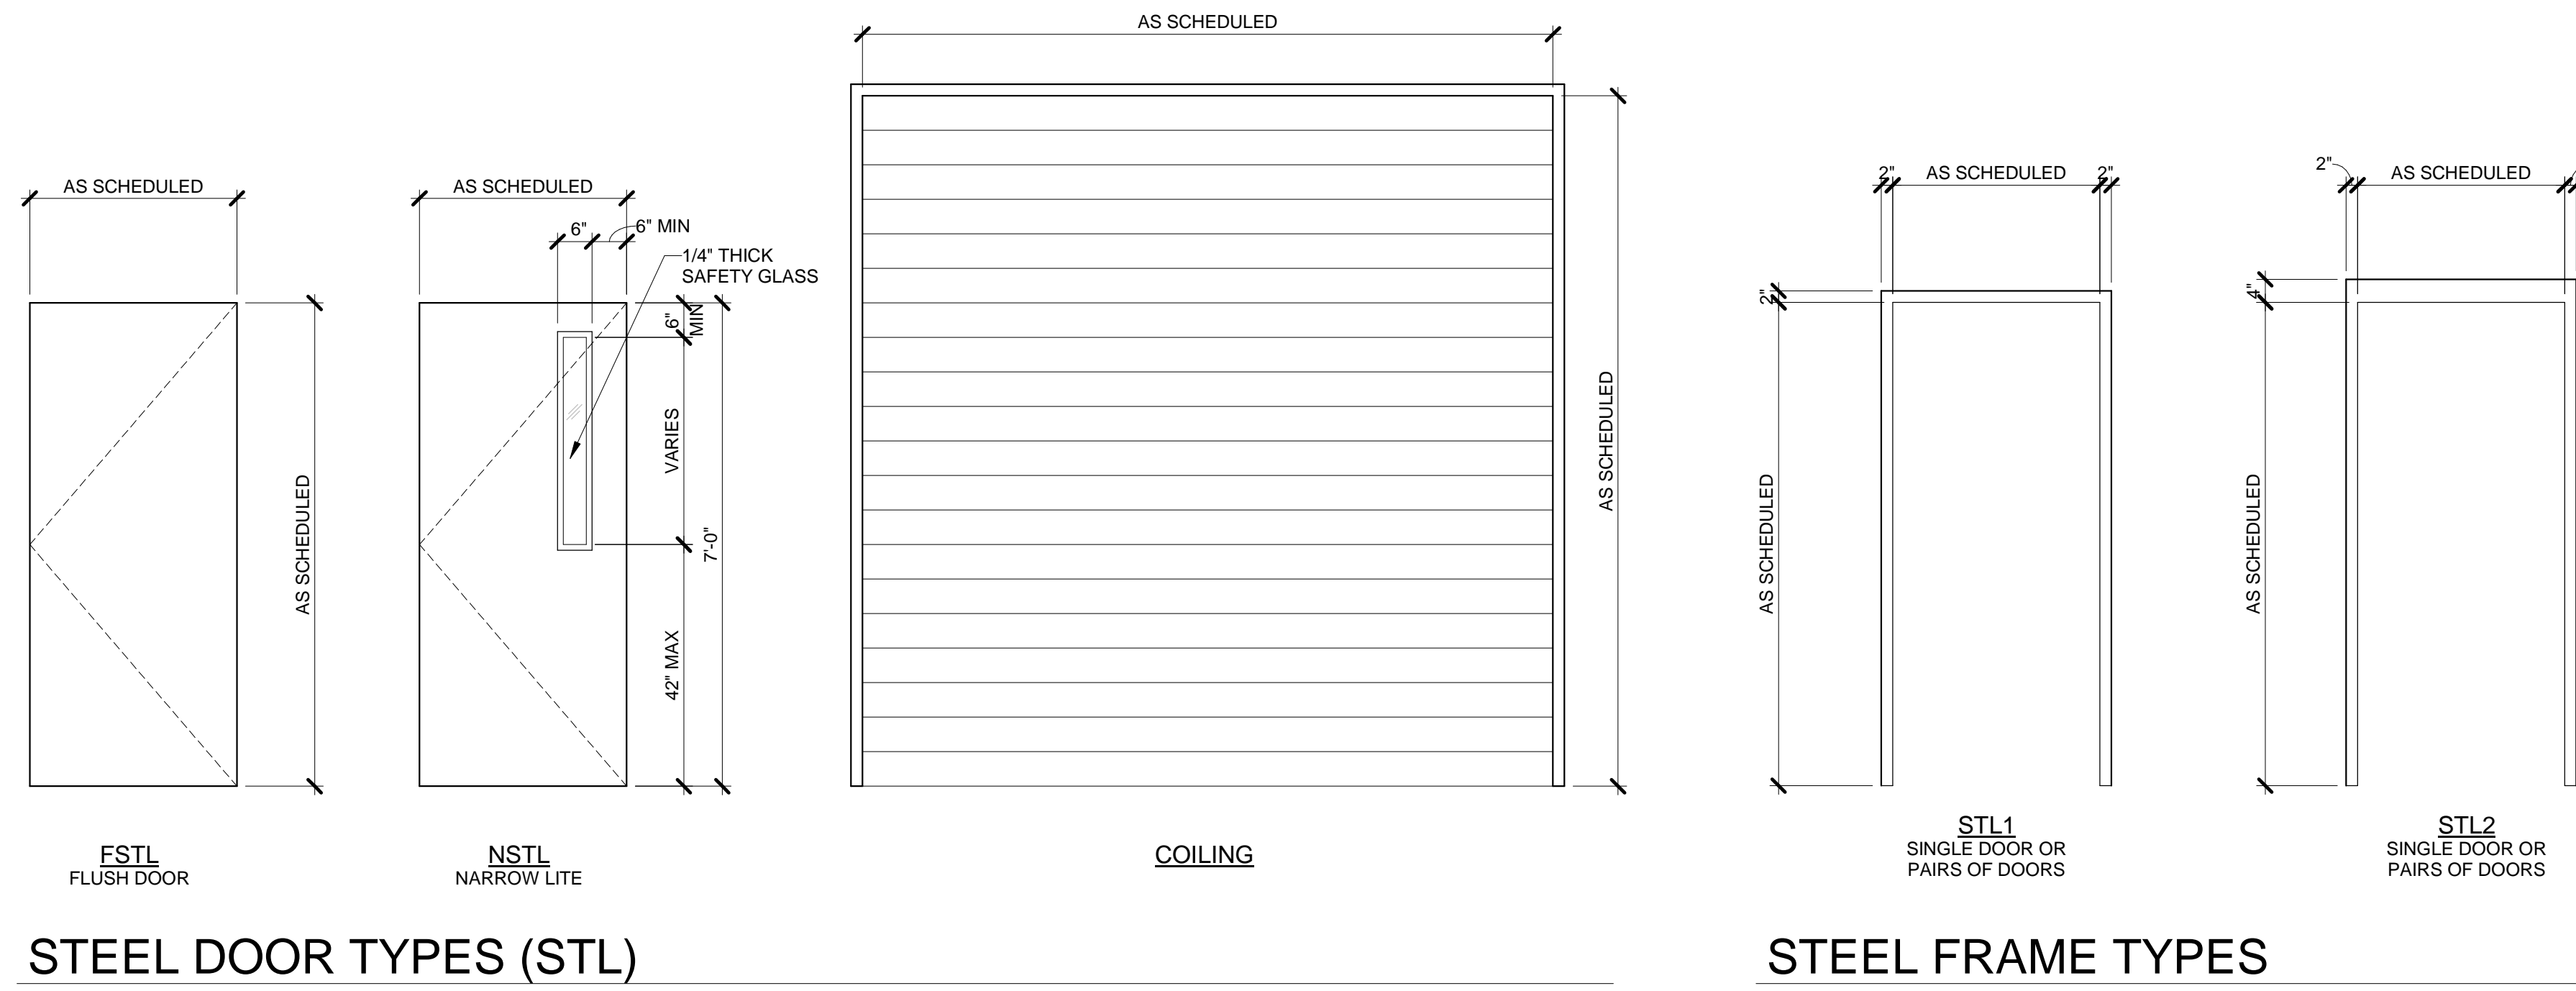 AS SCHEDULED
AS SCHEDULED
FSTL
FLUSH DOOR
AS SCHEDULED
6"
6" MIN
1/4" THICK
SAFETY GLASS
6"
MIN
VARIES
7'-0"
42" MAX
NSTL
NARROW LITE
AS SCHEDULED
AS SCHEDULED
COILING
STEEL DOOR TYPES (STL)
2"
AS SCHEDULED
2"
2"
AS SCHEDULED
STL1
SINGLE DOOR OR
PAIRS OF DOORS
2"
AS SCHEDULED
4"
AS SCHEDULED
STL2
SINGLE DOOR OR
PAIRS OF DOORS
STEEL FRAME TYPES